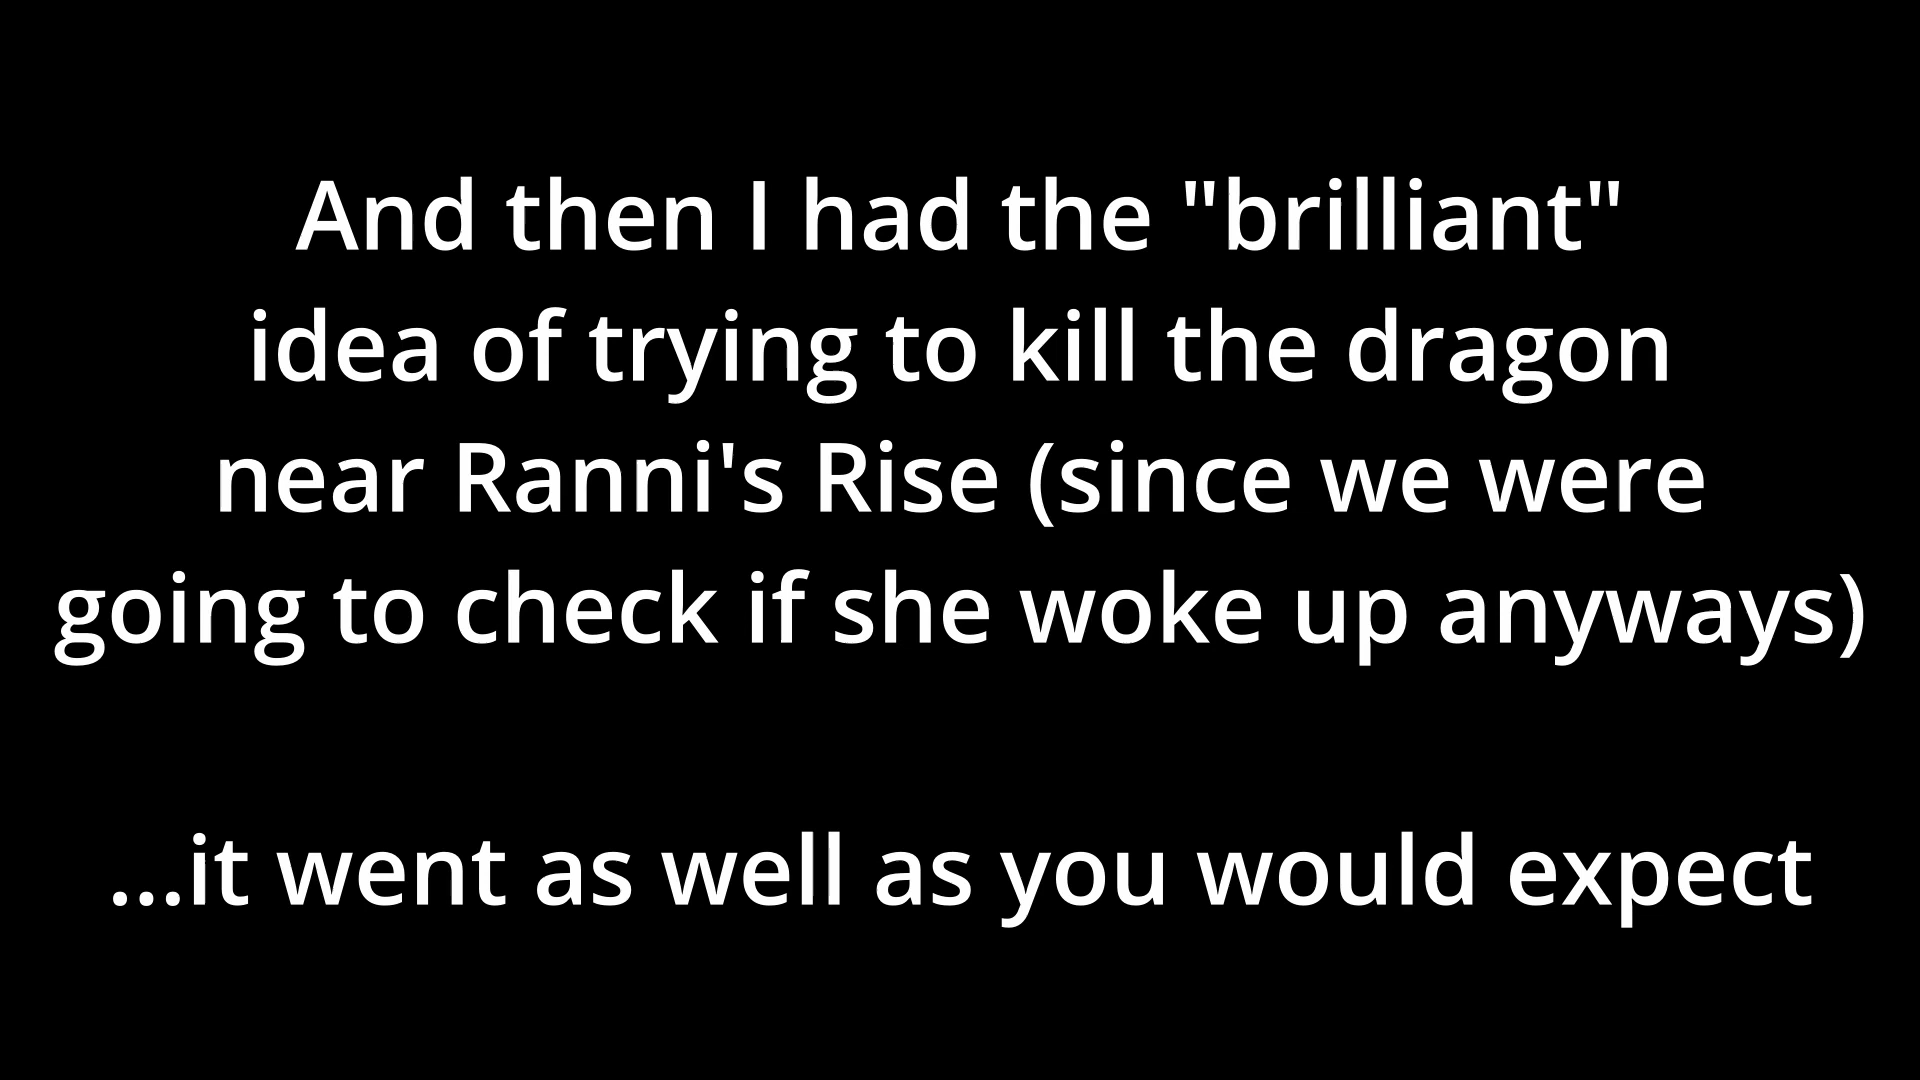 And then I had the "brilliant"
idea of trying to kill the dragon
near Ranni's Rise (since we were
going to check if she woke up anyways)
...it went as well as you would expect